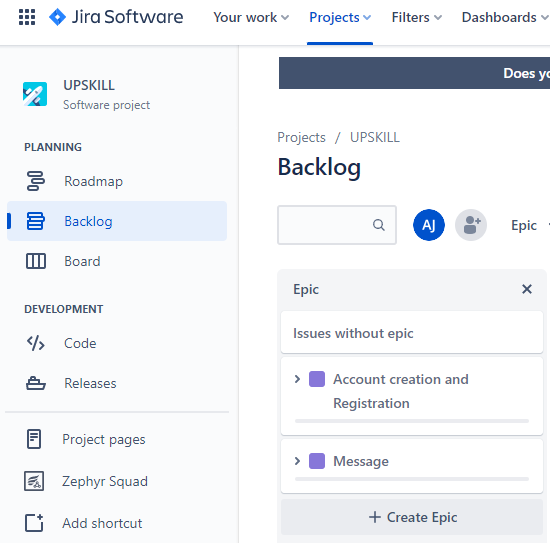 Jira Software Your work Projects Filters Dashboards
Does yo
UPSKILL
Software project
PLANNING
Roadmap
Backlog
Board
DEVELOPMENT
Code
Releases
Project pages
Zephyr Squad
Add shortcut
Projects / UPSKILL
Backlog
AJ Epic
Epic
Issues without epic
Account creation and
Registration
Message
+ Create Epic